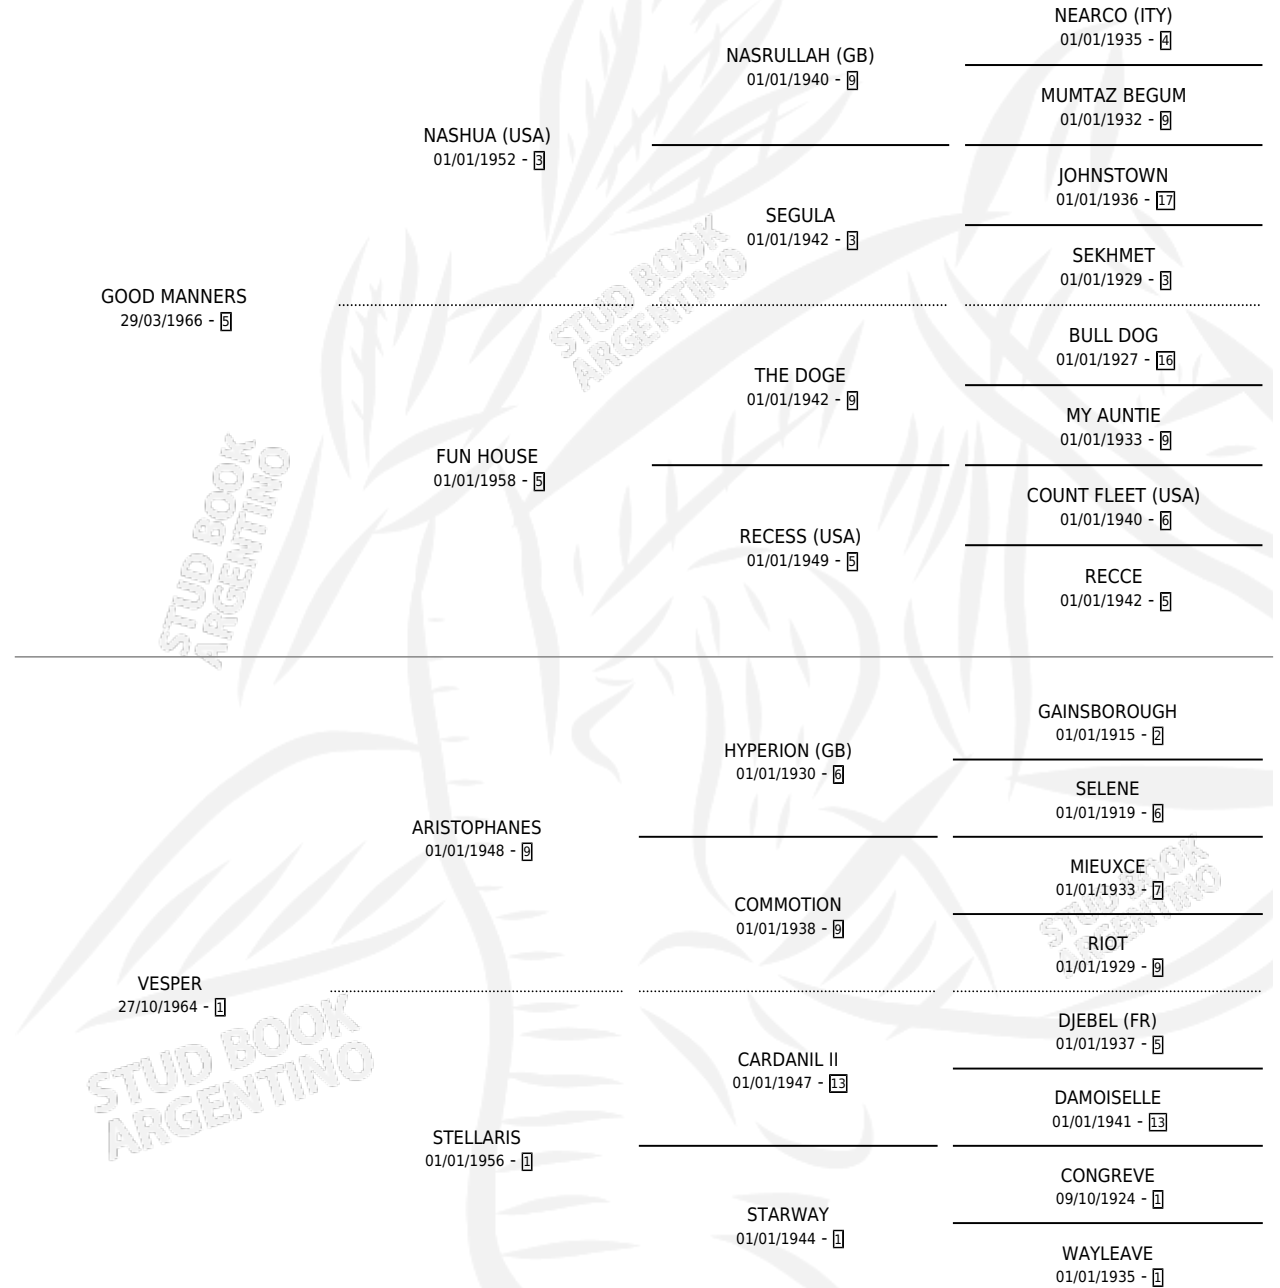 NEARCO (ITY)
01/01/1935 - 4
NASRULLAH (GB)
01/01/1940 - 9
MUMTAZ BEGUM
01/01/1932 - 9
NASHUA (USA)
01/01/1952 - 3
JOHNSTOWN
01/01/1936 - 17
SEGULA
01/01/1942 - 3
SEKHMET
01/01/1929 - 3
GOOD MANNERS
29/03/1966 - 5
BULL DOG
01/01/1927 - 16
THE DOGE
01/01/1942 - 9
MY AUNTIE
01/01/1933 - 9
FUN HOUSE
01/01/1958 - 5
COUNT FLEET (USA)
01/01/1940 - 6
RECESS (USA)
01/01/1949 - 5
RECCE
01/01/1942 - 5
GAINSBOROUGH
01/01/1915 - 2
HYPERION (GB)
01/01/1930 - 6
SELENE
01/01/1919 - 6
ARISTOPHANES
01/01/1948 - 9
MIEUXCE
01/01/1933 - 7
COMMOTION
01/01/1938 - 9
RIOT
01/01/1929 - 9
VESPER
27/10/1964 - 1
DJEBEL (FR)
01/01/1937 - 5
CARDANIL II
01/01/1947 - 13
DAMOISELLE
01/01/1941 - 13
STELLARIS
01/01/1956 - 1
CONGREVE
09/10/1924 - 1
STARWAY
01/01/1944 - 1
WAYLEAVE
01/01/1935 - 1
STUD BOOK
ARGENTINO
STUD BOOK
ARGENTINO
STUD BOOK
ARGENTINO
STUD BOOK
ARGENTINO